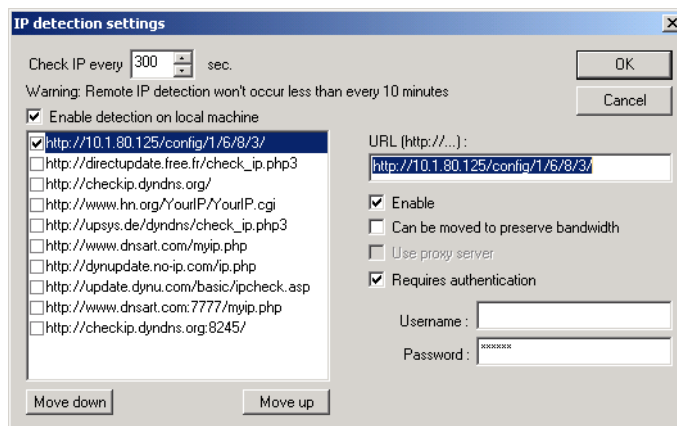 IP detection settings
Check IP every 300 sec.
OK
Warning: Remote IP detection won't occur less than every 10 minutes
Cancel
Enable detection on local machine
http://10.1.80.125/config/1/6/8/3/
http://directupdate.free.fr/check_ip.php3
http://checkip.dyndns.org/
http://www.hn.org/YourIP/YourIP.cgi
http://upsys.de/dyndns/check_ip.php3
http://www.dnsart.com/myip.php
http://dynupdate.no-ip.com/ip.php
http://update.dynu.com/basic/ipcheck.asp
http://www.dnsart.com:7777/myip.php
http://checkip.dyndns.org:8245/
Move down
Move up
URL (http://...) :
http://10.1.80.125/config/1/6/8/3/
Enable
Can be moved to preserve bandwidth
Use proxy server
Requires authentication
Username :
Password : ××××××